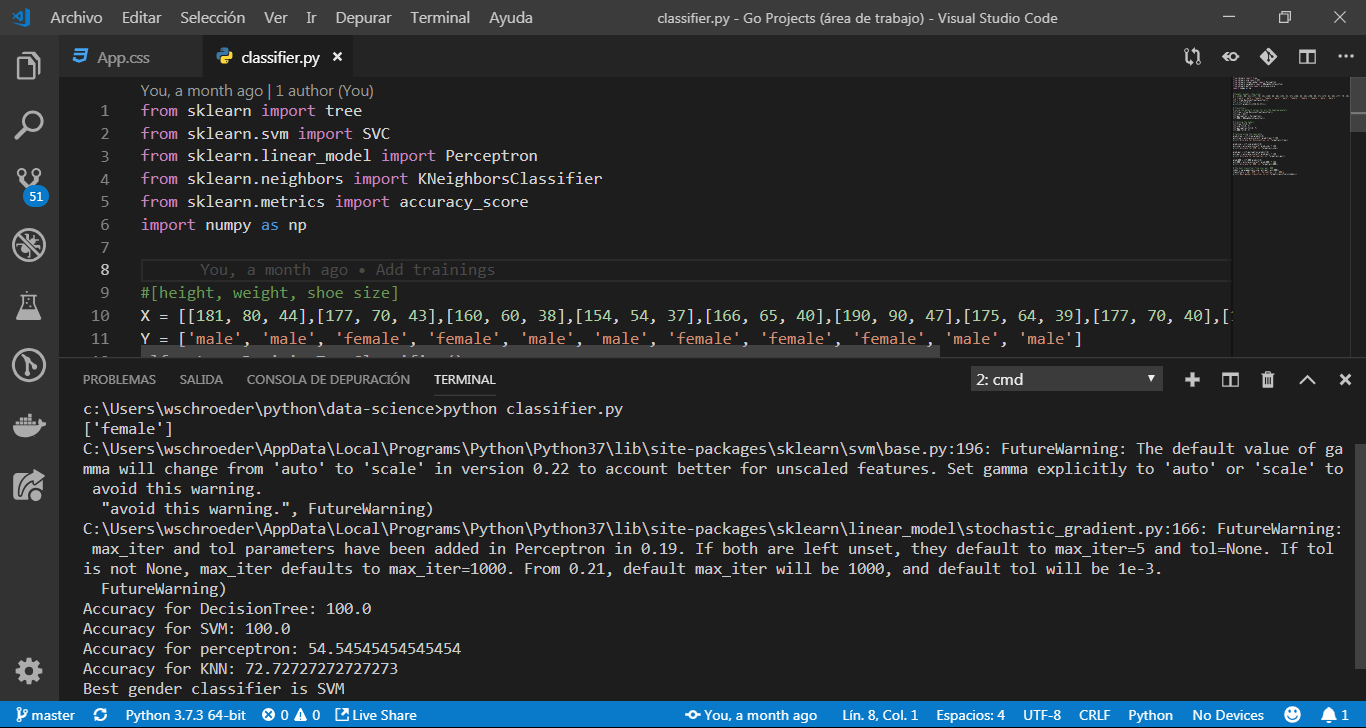 Archivo Editar Selección Ver Ir Depurar Terminal Ayuda classifier.py - Go Projects (área de trabajo) - Visual Studio Code
App.css classifier.py ×
You, a month ago | 1 author (You)
1 from sklearn import tree
2 from sklearn.svm import SVC
3 from sklearn.linear_model import Perceptron
4 from sklearn.neighbors import KNeighborsClassifier
5 from sklearn.metrics import accuracy_score
6 import numpy as np
7
8 You, a month ago • Add trainings
9 #[height, weight, shoe size]
10 X = [[181, 80, 44],[177, 70, 43],[160, 60, 38],[154, 54, 37],[166, 65, 40],[190, 90, 47],[175, 64, 39],[177, 70, 40],[
11 Y = ['male', 'male', 'female', 'female', 'male', 'male', 'female', 'female', 'female', 'male', 'male']
51
PROBLEMAS SALIDA CONSOLA DE DEPURACIÓN TERMINAL 2: cmd
c:\Users\wschroeder\python\data-science>python classifier.py
['female']
C:\Users\wschroeder\AppData\Local\Programs\Python\Python37\lib\site-packages\sklearn\svm\base.py:196: FutureWarning: The default value of ga
mma will change from 'auto' to 'scale' in version 0.22 to account better for unscaled features. Set gamma explicitly to 'auto' or 'scale' to
avoid this warning.
"avoid this warning.", FutureWarning)
C:\Users\wschroeder\AppData\Local\Programs\Python\Python37\lib\site-packages\sklearn\linear_model\stochastic_gradient.py:166: FutureWarning:
max_iter and tol parameters have been added in Perceptron in 0.19. If both are left unset, they default to max_iter=5 and tol=None. If tol
is not None, max_iter defaults to max_iter=1000. From 0.21, default max_iter will be 1000, and default tol will be 1e-3.
FutureWarning)
Accuracy for DecisionTree: 100.0
Accuracy for SVM: 100.0
Accuracy for perceptron: 54.54545454545454
Accuracy for KNN: 72.72727272727273
Best gender classifier is SVM
master Python 3.7.3 64-bit 0 0 Live Share You, a month ago Lín. 8, Col. 1 Espacios: 4 UTF-8 CRLF Python No Devices 1